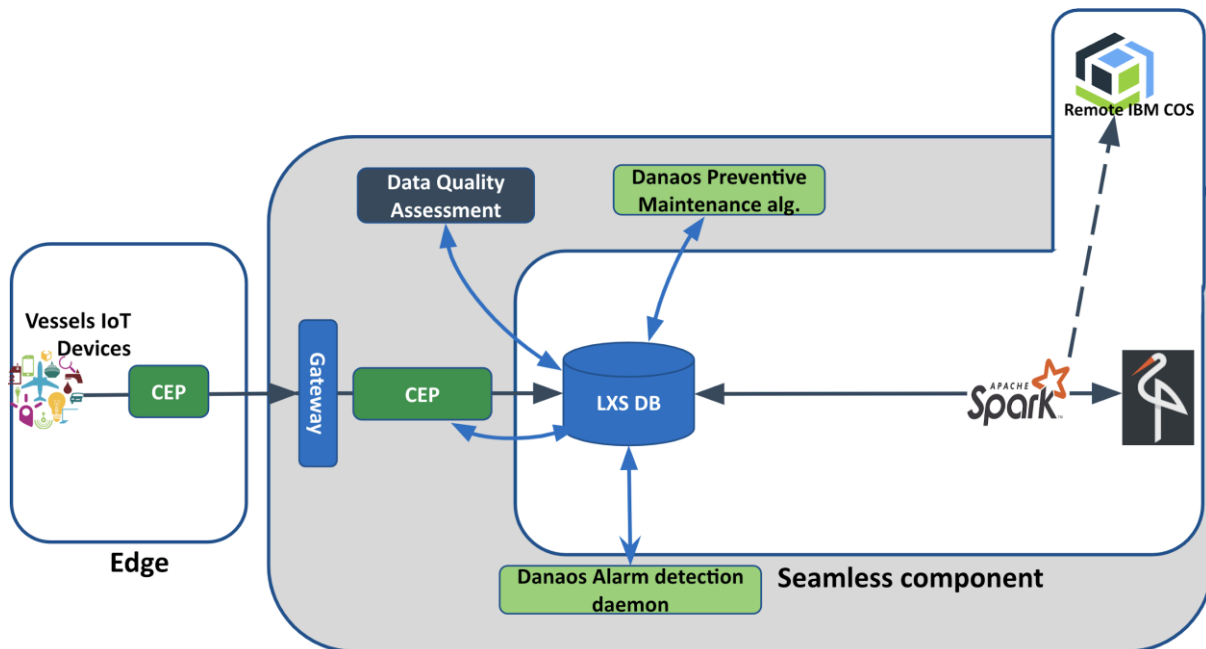 Remote IBM COS
Data Quality
Assessment
Danaos Preventive
Maintenance alg.
Vessels IoT
Devices
CEP
Gateway
CEP
LXS DB
APACHE
Spark
TM
Edge
Danaos Alarm detection
daemon
Seamless component